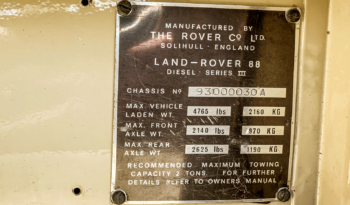 MANUFACTURED BY
THE ROVER CO LTD.
SOLIHULL · ENGLAND
LAND-ROVER 88
DIESEL · SERIES III
CHASSIS Nº 93000030A
MAX. VEHICLE LADEN WT. 4765 lbs 2160 KG
MAX. FRONT AXLE WT. 2140 lbs 970 KG
MAX. REAR AXLE WT. 2625 lbs 1190 KG
RECOMMENDED MAXIMUM TOWING
CAPACITY 2 TONS. FOR FURTHER
DETAILS REFER TO OWNERS MANUAL